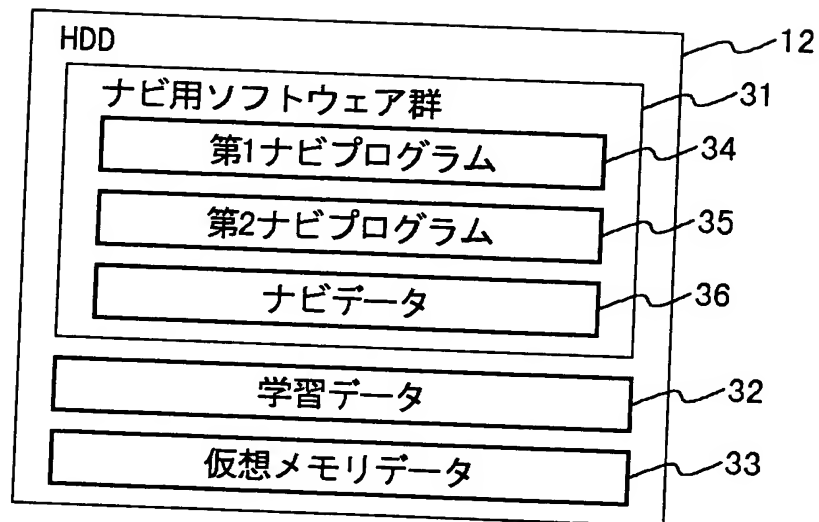 HDD
12
ナビ用ソフトウェア群
31
第1ナビプログラム
34
第2ナビプログラム
35
ナビデータ
36
学習データ
32
仮想メモリデータ
33